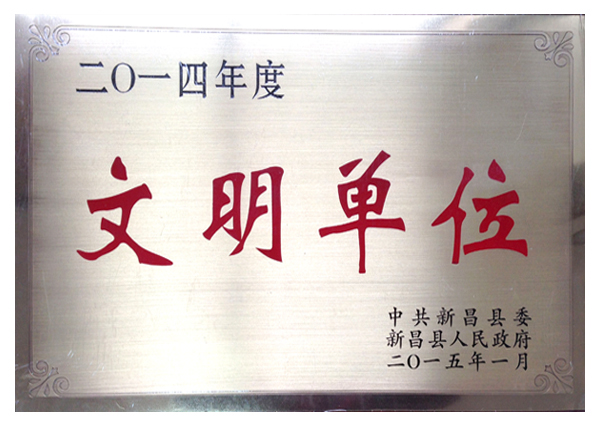 二〇一四年度
文明单位
中共新昌县委
新昌县人民政府
二〇一五年一月